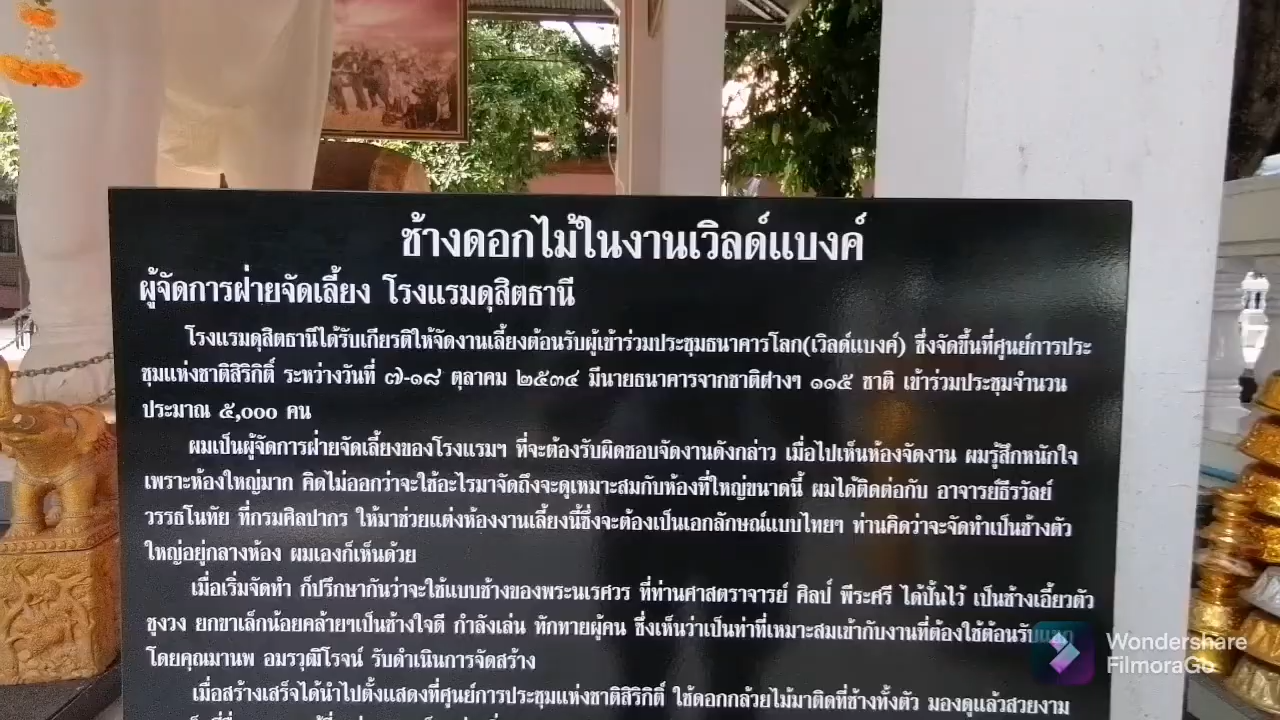 ช้างดอกไม้ในงานเวิลด์แบงค์
ผู้จัดการฝ่ายจัดเลี้ยง โรงแรมดุสิตธานี
โรงแรมดุสิตธานีได้รับเกียรติให้จัดงานเลี้ยงต้อนรับผู้เข้าร่วมประชุมธนาคารโลก(เวิลด์แบงค์) ซึ่งจัดขึ้นที่ศูนย์การประ
ชุมแห่งชาติสิริกิติ์ ระหว่างวันที่ ๗-๑๘ ตุลาคม ๒๕๓๔ มีนายธนาคารจากชาติต่างๆ ๑๑๕ ชาติ เข้าร่วมประชุมจำนวน
ประมาณ ๕,๐๐๐ คน
ผมเป็นผู้จัดการฝ่ายจัดเลี้ยงของโรงแรมฯ ที่จะต้องรับผิดชอบจัดงานดังกล่าว เมื่อไปเห็นห้องจัดงาน ผมรู้สึกหนักใจ
เพราะห้องใหญ่มาก คิดไม่ออกว่าจะใช้อะไรมาจัดถึงจะดูเหมาะสมกับห้องที่ใหญ่ขนาดนี้ ผมได้ติดต่อกับ อาจารย์ธีรวัลย์
วรรธโนทัย ที่กรมศิลปากร ให้มาช่วยแต่งห้องงานเลี้ยงนี้ซึ่งจะต้องเป็นเอกลักษณ์แบบไทยๆ ท่านคิดว่าจะจัดทำเป็นช้างตัว
ใหญ่อยู่กลางห้อง ผมเองก็เห็นด้วย
เมื่อเริ่มจัดทำ ก็ปรึกษากันว่าจะใช้แบบช้างของพระนเรศวร ที่ท่านศาสตราจารย์ ศิลป์ พีระศรี ได้ปั้นไว้ เป็นช้างเอี้ยวตัว
ชูงวง ยกขาเล็กน้อยคล้ายๆเป็นช้างใจดี กำลังเล่น ทักทายผู้คน ซึ่งเห็นว่าเป็นท่าที่เหมาะสมเข้ากับงานที่ต้องใช้ต้อนรับแขก
โดยคุณมานพ อมรวุฒิโรจน์ รับดำเนินการจัดสร้าง
เมื่อสร้างเสร็จได้นำไปตั้งแสดงที่ศูนย์การประชุมแห่งชาติสิริกิติ์ ใช้ดอกกล้วยไม้มาติดที่ช้างทั้งตัว มองดูแล้วสวยงาม
Wondershare
FilmoraGo